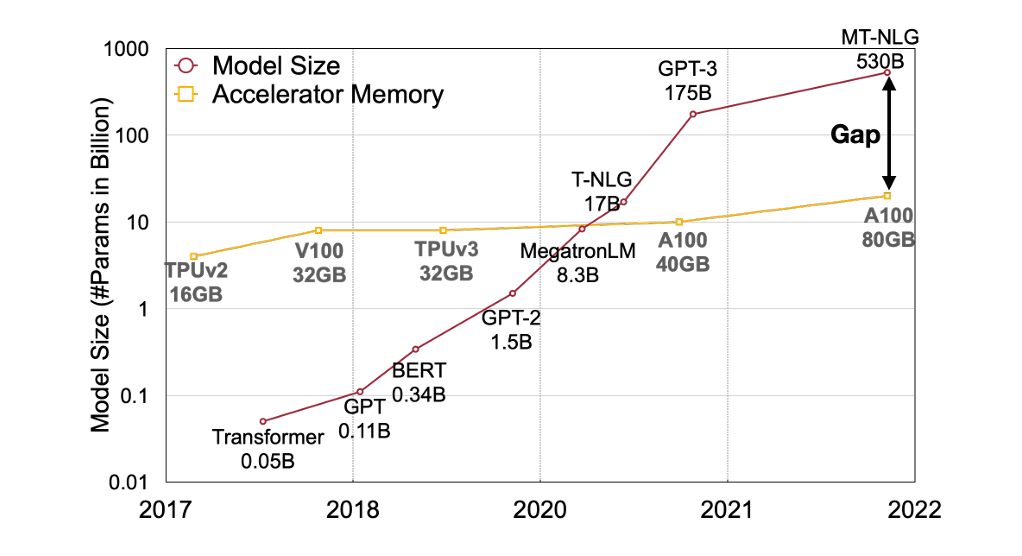 MT-NLG
530B
1000
Model Size
Accelerator Memory
GPT-3
175B
100
Gap
T-NLG
17B
10
A100
80GB
TPUv2
16GB
V100
32GB
TPUv3
32GB
MegatronLM
8.3B
A100
40GB
1
GPT-2
1.5B
BERT
0.34B
0.1
GPT
0.11B
Transformer
0.05B
0.01
2017
2018
2020
2021
2022
Model Size (#Params in Billion)